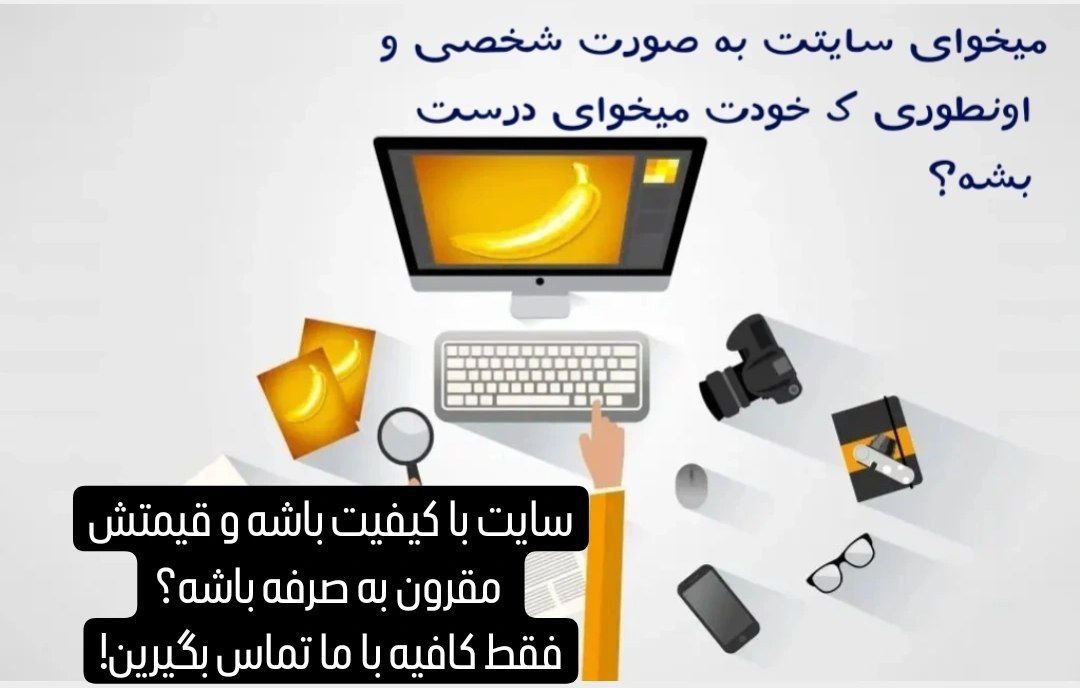 میخوای سایتت به صورت شخصی و
اونطوری ک خودت میخوای درست
بشه؟
سایت با کیفیت باشه و قیمتش
مقرون به صرفه باشه؟
فقط کافیه با ما تماس بگیرین!